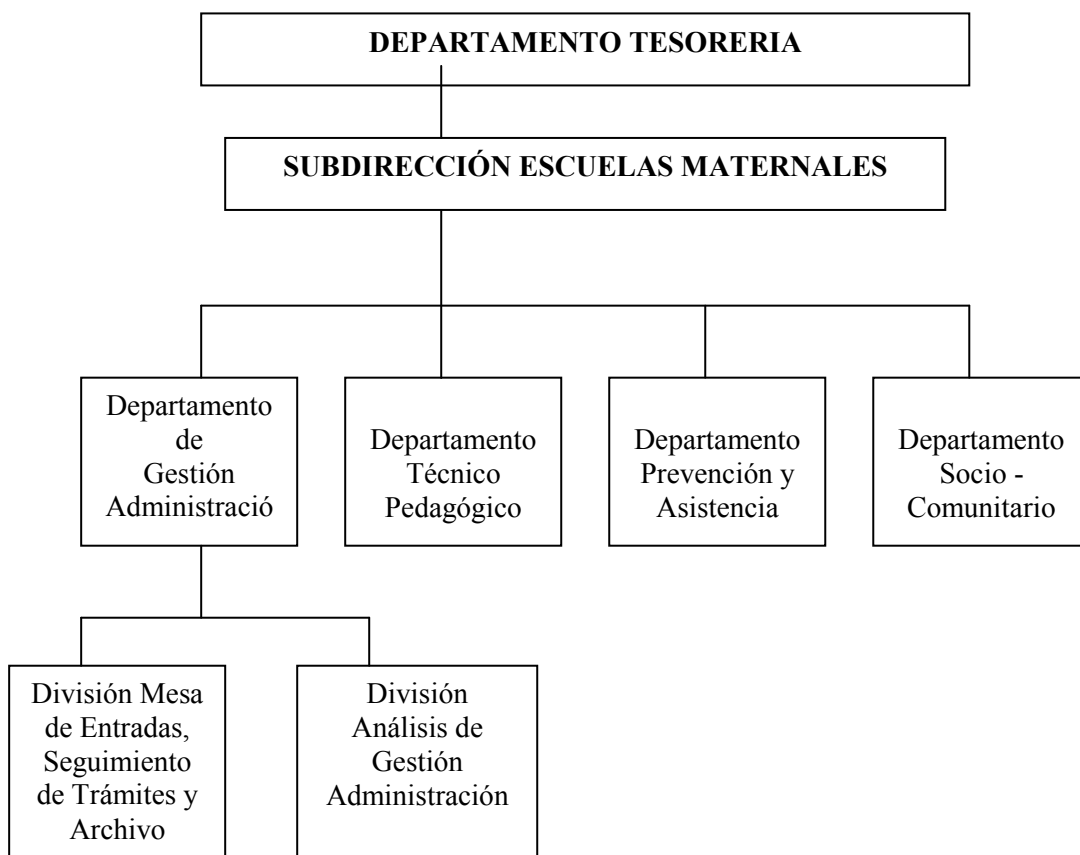 DEPARTAMENTO TESORERIA
SUBDIRECCIÓN ESCUELAS MATERNALES
Departamento
de
Gestión
Administració
Departamento
Técnico
Pedagógico
Departamento
Prevención y
Asistencia
Departamento
Socio -
Comunitario
División Mesa
de Entradas,
Seguimiento
de Trámites y
Archivo
División
Análisis de
Gestión
Administración